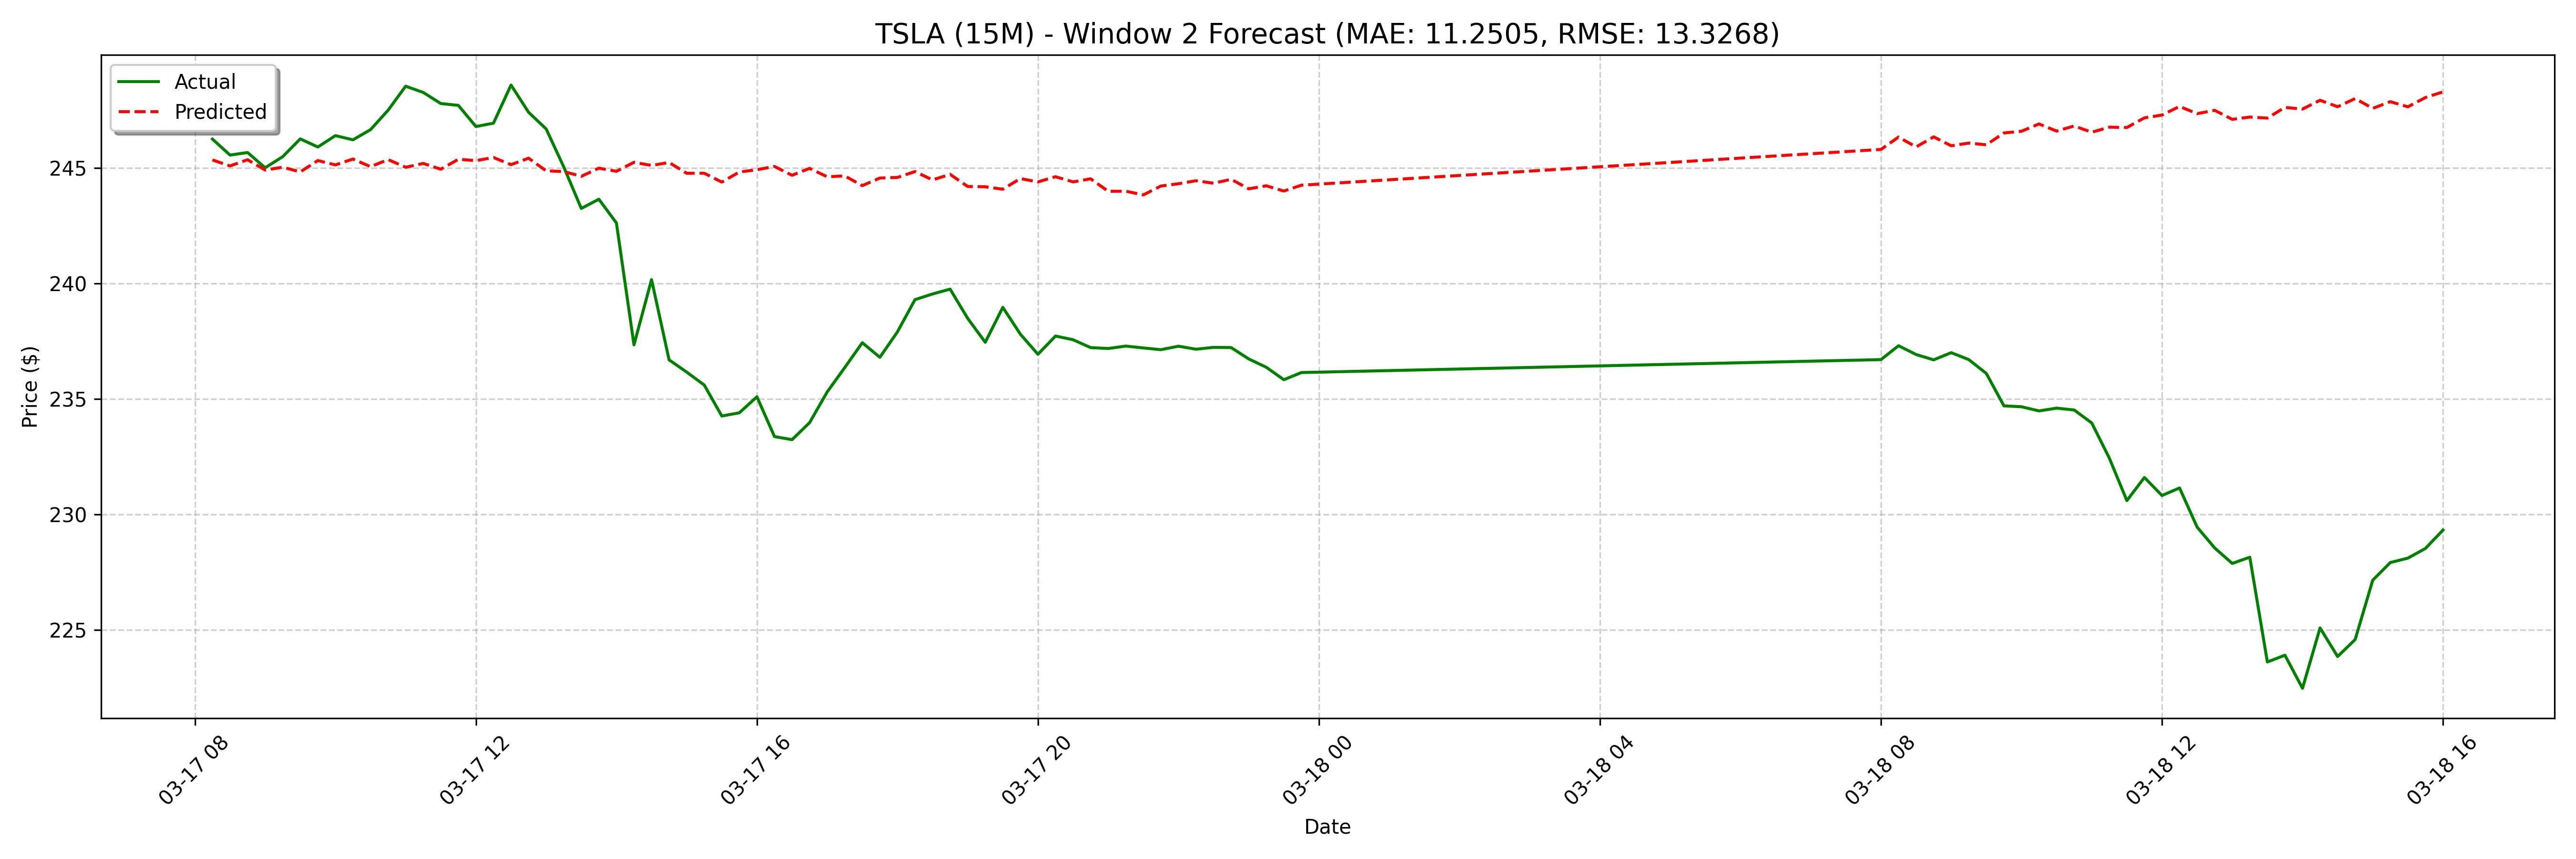 TSLA (15M) - Window 2 Forecast (MAE: 11.2505, RMSE: 13.3268)
Actual
Predicted
245
240
235
230
225
Price ($)
03-17 08
03-17 12
03-17 16
03-17 20
03-18 00
03-18 04
03-18 08
03-18 12
03-18 16
Date